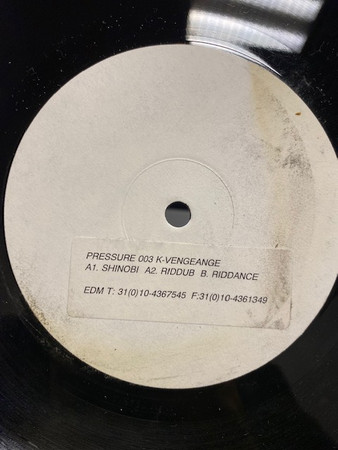 PRESSURE 003 K-VENGEANGE
A1. SHINOBI A2. RIDDUB B. RIDDANCE
EDM T: 31(0)10-4367545 F:31(0)10-4361349